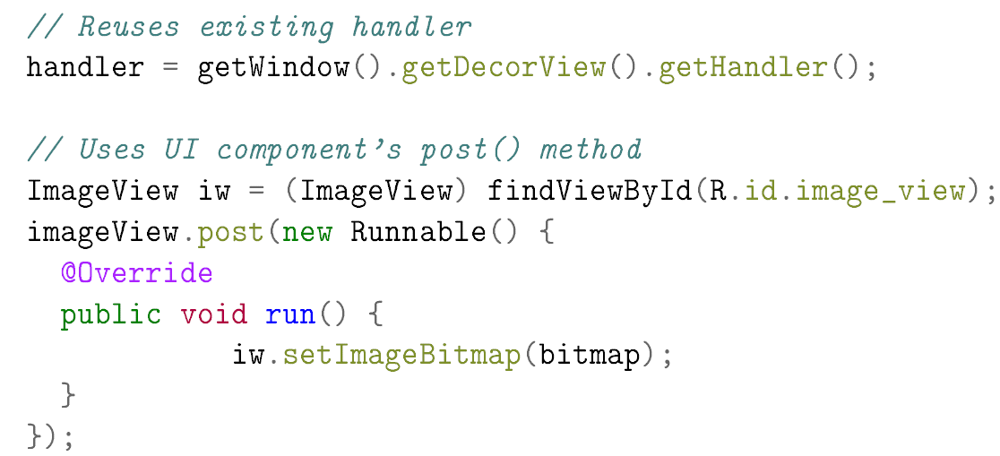 // Reuses existing handler
handler = getWindow().getDecorView().getHandler();
// Uses UI component's post() method
ImageView iw = (ImageView) findViewById(R.id.image_view);
imageView.post(new Runnable() {
  @Override
  public void run() {
            iw.setImageBitmap(bitmap);
  }
});